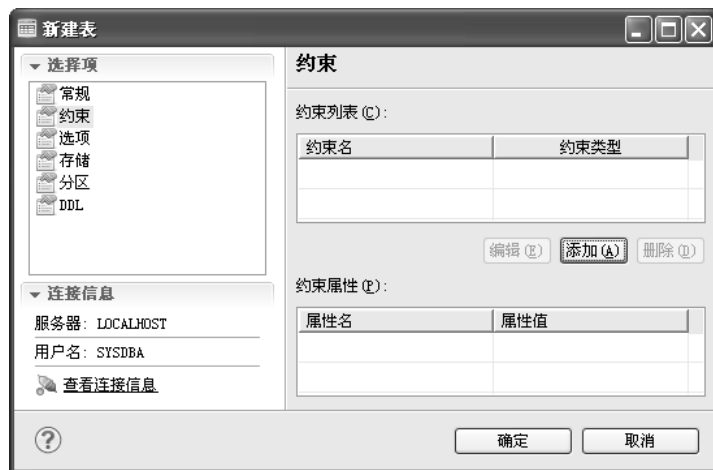 新建表
选择项
常规
约束
选项
存储
分区
DDL
连接信息
服务器: LOCALHOST
用户名: SYSDBA
查看连接信息
约束
约束列表(C):
约束名 约束类型
编辑(E) 添加(A) 删除(D)
约束属性(P):
属性名 属性值
确定 取消